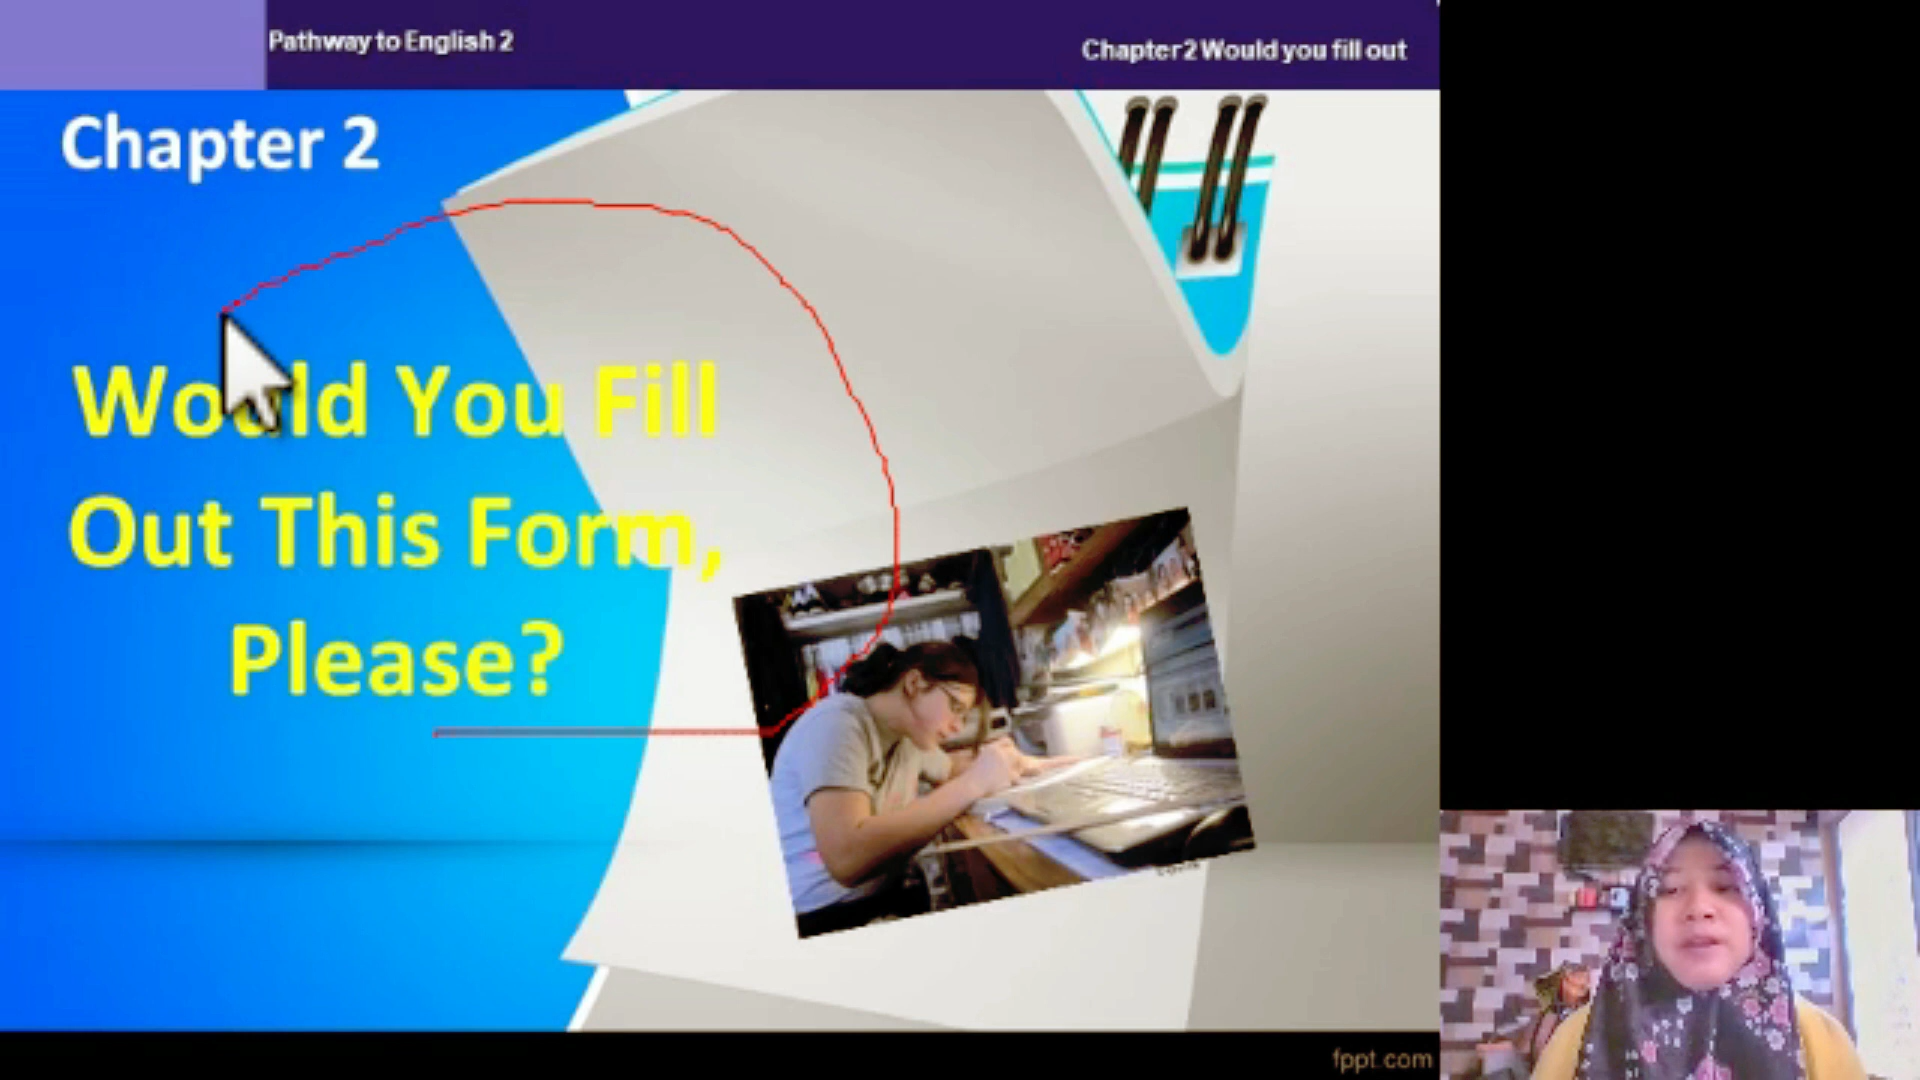 Pathway to English 2
Chapter 2 Would you fill out
Chapter 2
Would You Fill
Out This Form,
Please?
fppt.com